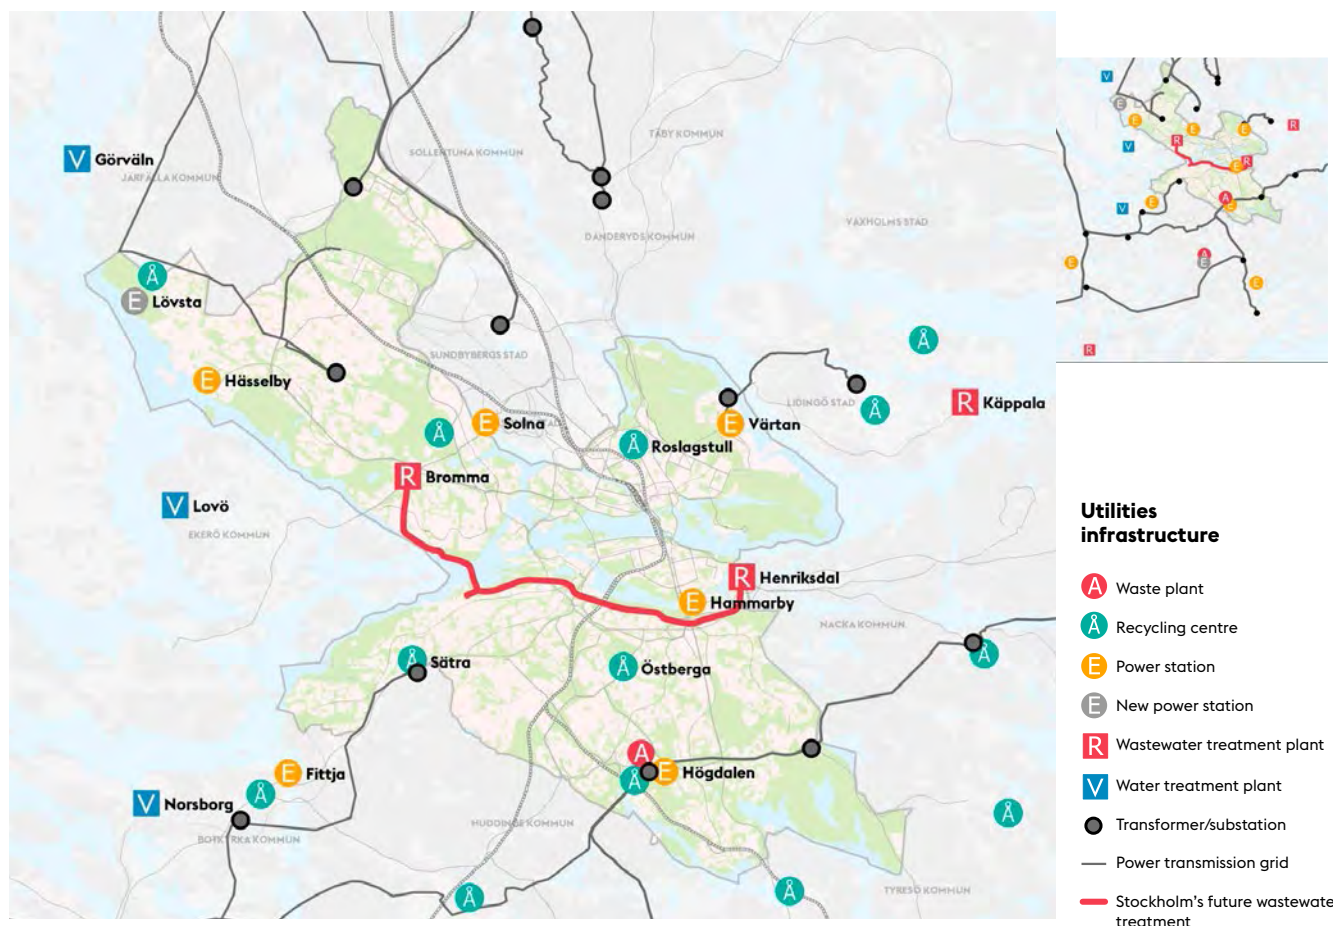 TÄBY KOMMUN
SOLLENTUNA KOMMUN
V Görväln
JÄRFÄLLA KOMMUN
VAXHOLMS STAD
DANDERYDS KOMMUN
Å
E Lövsta
SUNDBYBERGS STAD
Å
E Hässelby
LIDINGÖ STAD
R Käppala
Å
Å
E Solna
E Värtan
Å Roslagstull
R Bromma
V Lovö
EKERÖ KOMMUN
R Henriksdal
E Hammarby
NACKA KOMMUN
Å Sätra
Å Östberga
Å
A
E Högdalen
Å
E Fittja
Å
V Norsborg
HUDDINGE KOMMUN
BOTKYRKA KOMMUN
Å
TYRESÖ KOMMUN
Å
Å
V
E
E
E
E
R
R
V
R
E
V
E
A
E
A
E
E
E
R
Utilities
infrastructure
A Waste plant
Å Recycling centre
E Power station
E New power station
R Wastewater treatment plant
V Water treatment plant
Transformer/substation
Power transmission grid
Stockholm's future wastewate
treatment